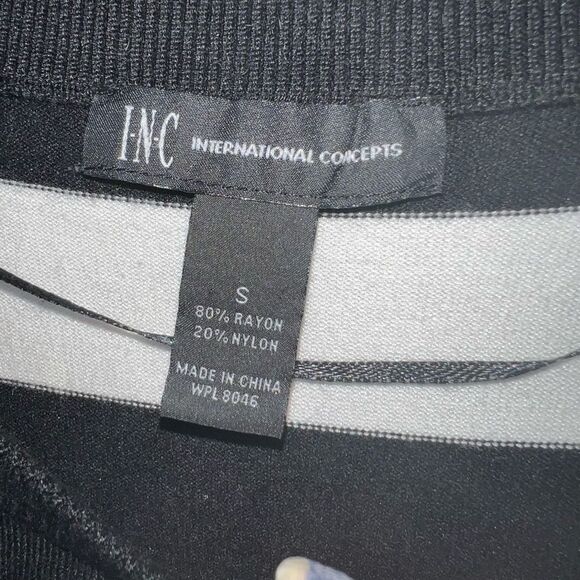 I·N·C INTERNATIONAL CONCEPTS
S
80% RAYON
20% NYLON
MADE IN CHINA
WPL 8046